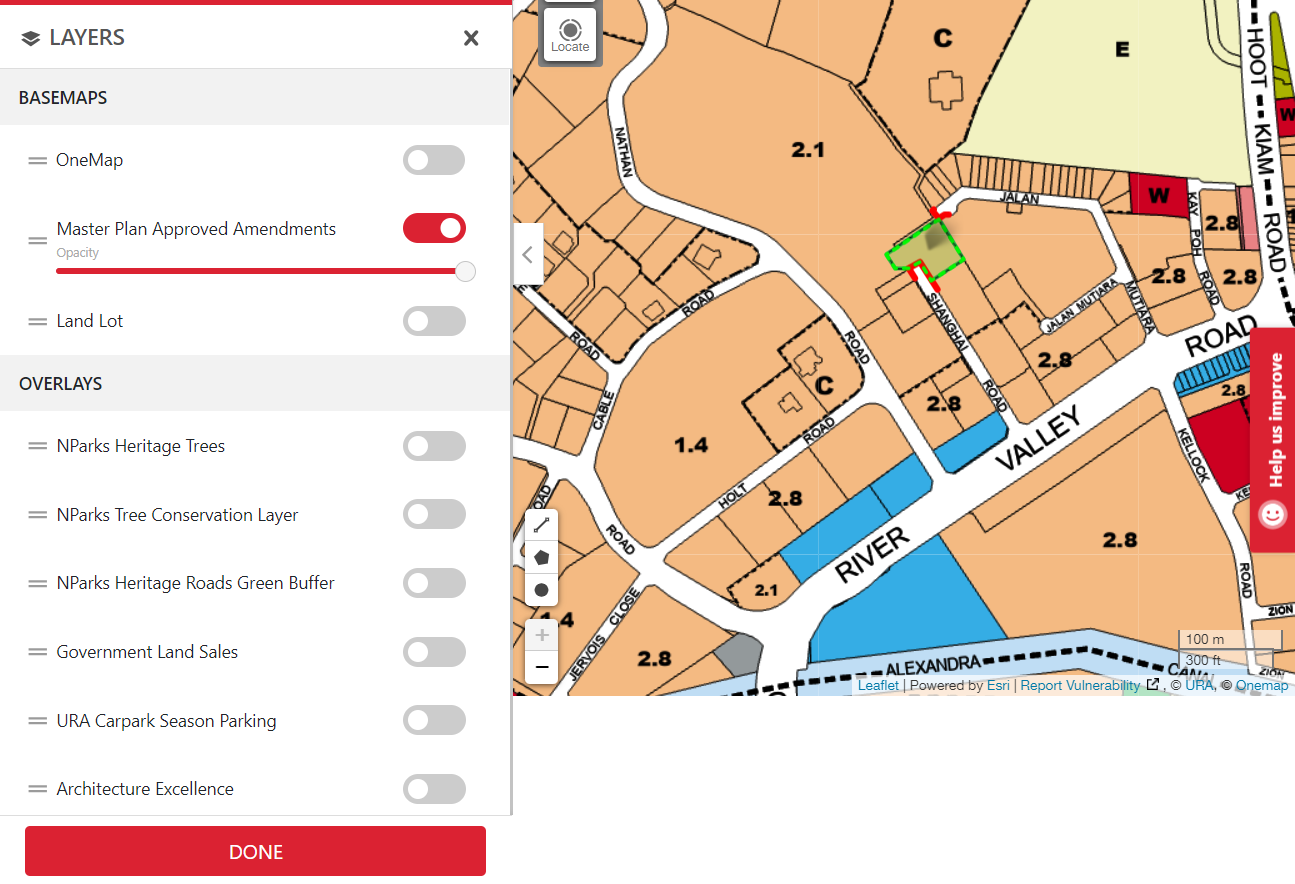 LAYERS
BASEMAPS
OneMap
Master Plan Approved Amendments
Opacity
Land Lot
OVERLAYS
NParks Heritage Trees
NParks Tree Conservation Layer
NParks Heritage Roads Green Buffer
Government Land Sales
URA Carpark Season Parking
Architecture Excellence
DONE
Locate
C
E
HOOT
KIAM
ROAD
W
NATHAN
2.1
JALAN
W
KAY POH
ROAD
2.8
2.8
2.8
MUTIARA
JALAN MUTIARA
ROAD
ROAD
CABLE
ROAD
SHANGHAI
ROAD
2.8
ROAD
2.8
Help us improve
C
2.8
ROAD
1.4
VALLEY
KELLOCK
ROAD
HOLT
2.8
ROAD
RIVER
2.8
ROAD
2.1
JERVOIS CLOSE
2.8
ZION
100 m
300 ft
ALEXANDRA
CANAL
ZION
+
−
Leaflet | Powered by Esri | Report Vulnerability , © URA, © Onemap